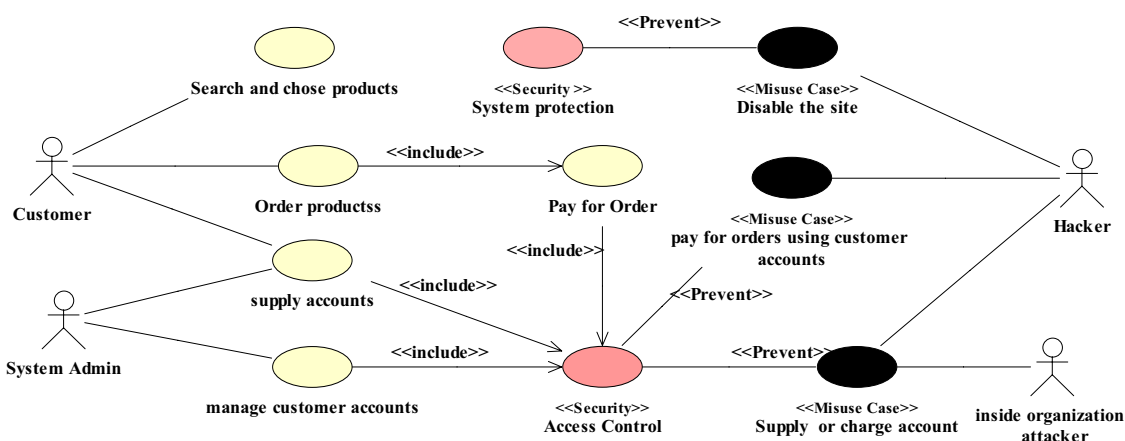 <<Prevent>>
Search and chose products
<<Security >>
System protection
<<Misuse Case>>
Disable the site
<<include>>
Customer
Order productss
Pay for Order
<<Misuse Case>>
pay for orders using customer
accounts
Hacker
<<include>>
supply accounts
<<include>>
<<Prevent>>
System Admin
<<include>>
<<Prevent>>
manage customer accounts
<<Security>>
Access Control
<<Misuse Case>>
Supply or charge account
inside organization
attacker